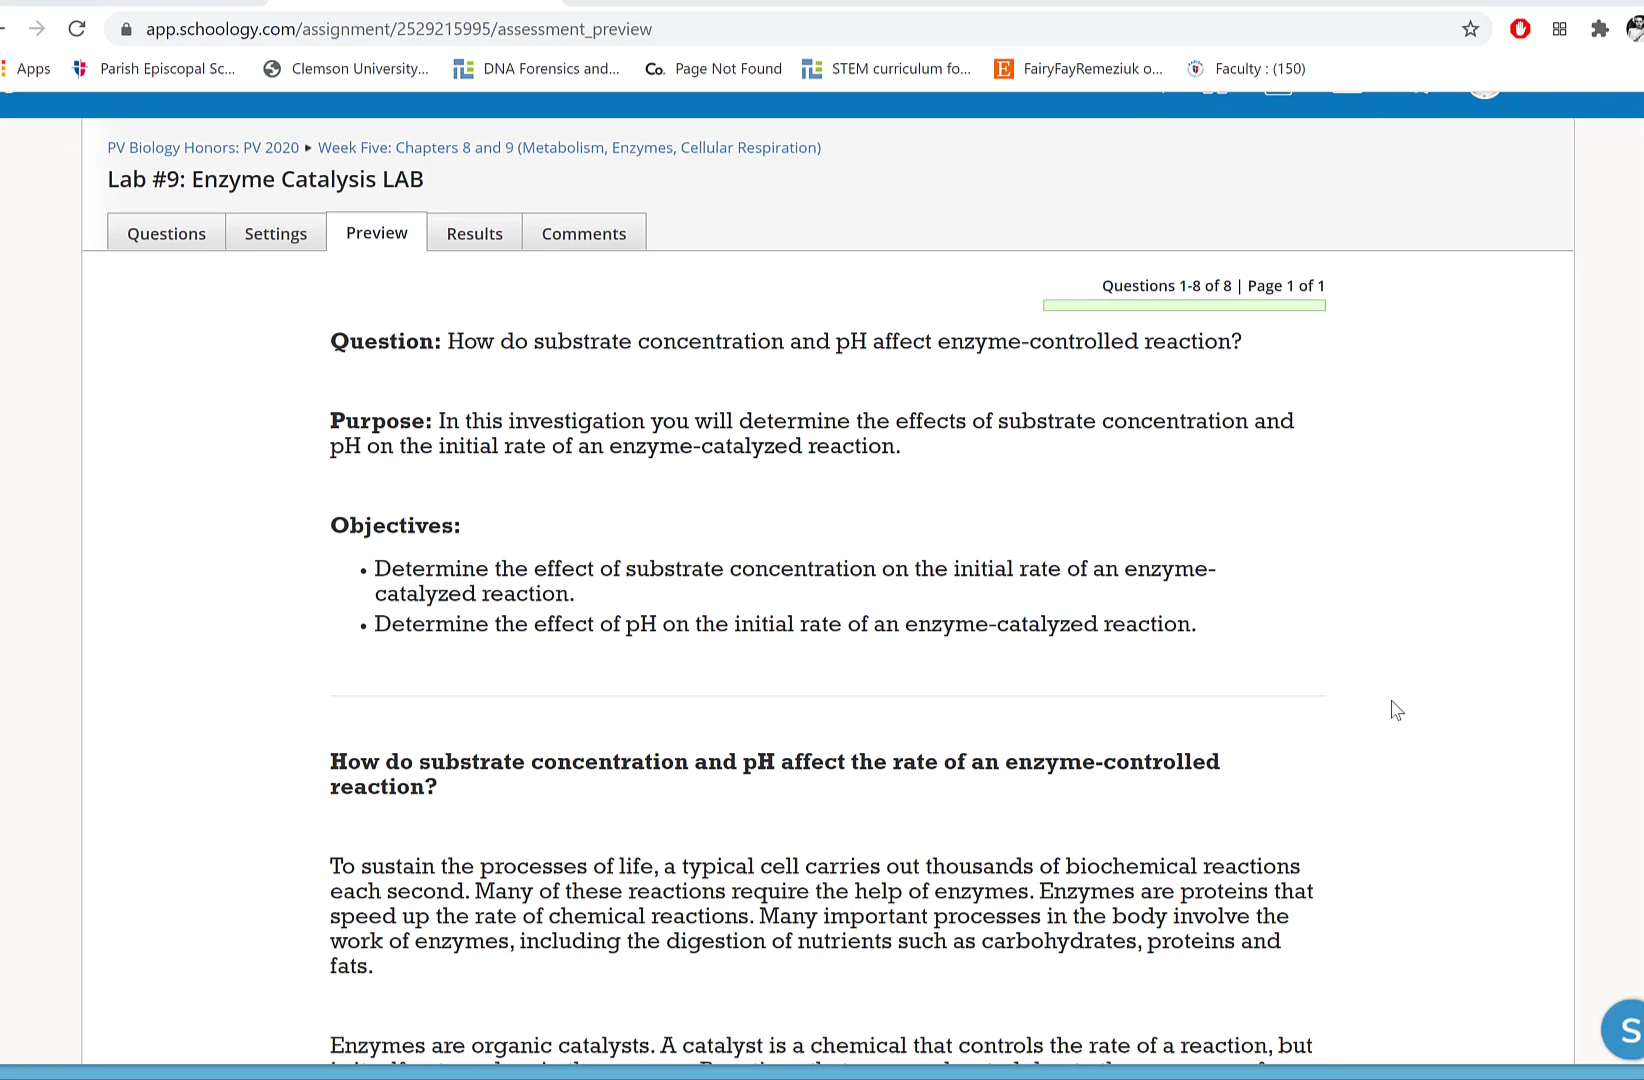 app.schoology.com/assignment/2529215995/assessment_preview
Apps Parish Episcopal Sc... Clemson University... DNA Forensics and... Co. Page Not Found STEM curriculum fo... E FairyFayRemeziuk o... Faculty : (150)
PV Biology Honors: PV 2020 ▸ Week Five: Chapters 8 and 9 (Metabolism, Enzymes, Cellular Respiration)
Lab #9: Enzyme Catalysis LAB
Questions Settings Preview Results Comments
Questions 1-8 of 8 | Page 1 of 1
Question: How do substrate concentration and pH affect enzyme-controlled reaction?
Purpose: In this investigation you will determine the effects of substrate concentration and
pH on the initial rate of an enzyme-catalyzed reaction.
Objectives:
• Determine the effect of substrate concentration on the initial rate of an enzyme-
catalyzed reaction.
• Determine the effect of pH on the initial rate of an enzyme-catalyzed reaction.
How do substrate concentration and pH affect the rate of an enzyme-controlled
reaction?
To sustain the processes of life, a typical cell carries out thousands of biochemical reactions
each second. Many of these reactions require the help of enzymes. Enzymes are proteins that
speed up the rate of chemical reactions. Many important processes in the body involve the
work of enzymes, including the digestion of nutrients such as carbohydrates, proteins and
fats.
S
Enzymes are organic catalysts. A catalyst is a chemical that controls the rate of a reaction, but